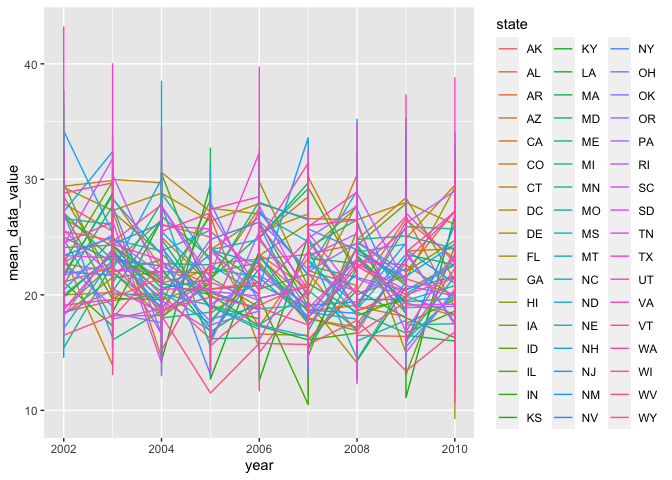 state
AK KY NY
AL LA OH
AR MA OK
AZ MD OR
CA ME PA
CO MI RI
CT MN SC
DC MO SD
DE MS TN
FL MT TX
GA NC UT
HI ND VA
IA NE VT
ID NH WA
IL NJ WI
IN NM WV
KS NV WY
mean_data_value
40
30
20
10
2002 2004 2006 2008 2010
year